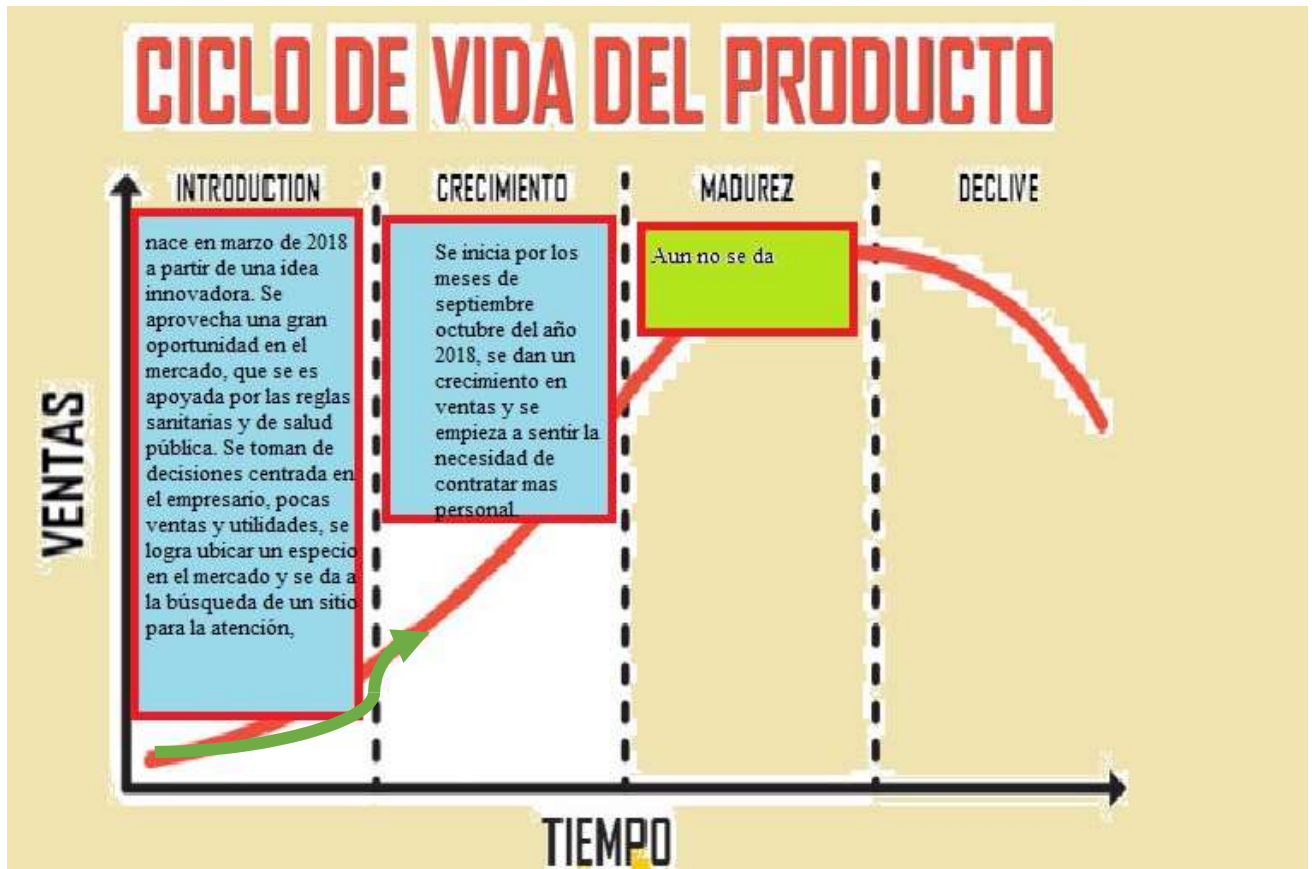 CICLO DE VIDA DEL PRODUCTO
INTRODUCTION
CRECIMIENTO
MADUREZ
DECLIVE
nace en marzo de 2018
a partir de una idea
innovadora. Se
aprovecha una gran
oportunidad en el
mercado, que se es
apoyada por las reglas
sanitarias y de salud
pública. Se toman de
decisiones centrada en
el empresario, pocas
ventas y utilidades, se
logra ubicar un especio
en el mercado y se da a
la búsqueda de un sitio
para la atención,
Se inicia por los
meses de
septiembre
octubre del año
2018, se dan un
crecimiento en
ventas y se
empieza a sentir la
necesidad de
contratar mas
personal.
Aun no se da
VENTAS
TIEMPO